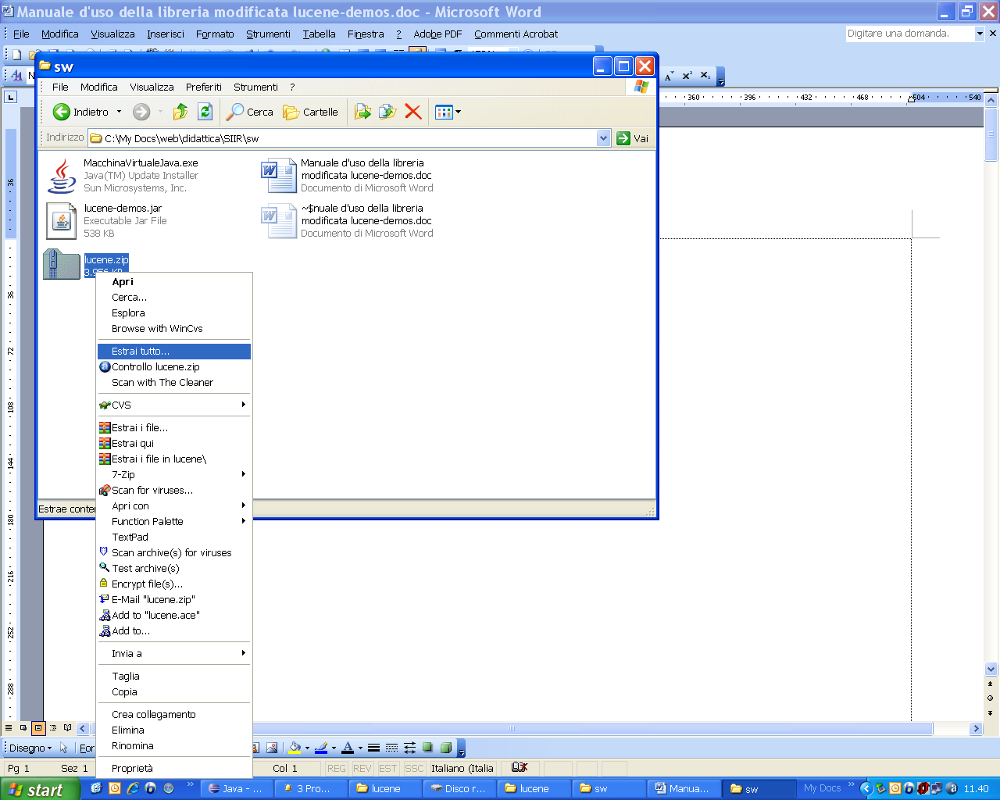 Manuale d'uso della libreria modificata lucene-demos.doc - Microsoft Word
File Modifica Visualizza Inserisci Formato Strumenti Tabella Finestra ? Adobe PDF Commenti Acrobat Digitare una domanda.
sw
File Modifica Visualizza Preferiti Strumenti ?
Indietro Cerca Cartelle
360 396 432 468 504 540
Indirizzo C:\My Docs\web\didattica\SIIR\sw Vai
MacchinaVirtualeJava.exe
Java(TM) Update Installer
Sun Microsystems, Inc.
Manuale d'uso della libreria
modificata lucene-demos.doc
Documento di Microsoft Word
lucene-demos.jar
Executable Jar File
538 KB
~$nuale d'uso della libreria
modificata lucene-demos.doc
Documento di Microsoft Word
lucene.zip
3.956 KB
Apri
Cerca...
Esplora
Browse with WinCvs
Estrai tutto...
Controllo lucene.zip
Scan with The Cleaner
CVS
Estrai i file...
Estrai qui
Estrai i file in lucene\
7-Zip
Scan for viruses...
Apri con
Function Palette
TextPad
Scan archive(s) for viruses
Test archive(s)
Encrypt file(s)...
E-Mail "lucene.zip"
Add to "lucene.ace"
Add to...
Invia a
Taglia
Copia
Crea collegamento
Elimina
Rinomina
Proprietà
36
36
72
108
144
180
216
252
288
Disegno
Pg 1 Sez 1 Col 1 REG REV EST SSC Italiano (Italia
start Java - ... 3 Pro... lucene Disco r... lucene sw Manua... sw My Docs 11.40